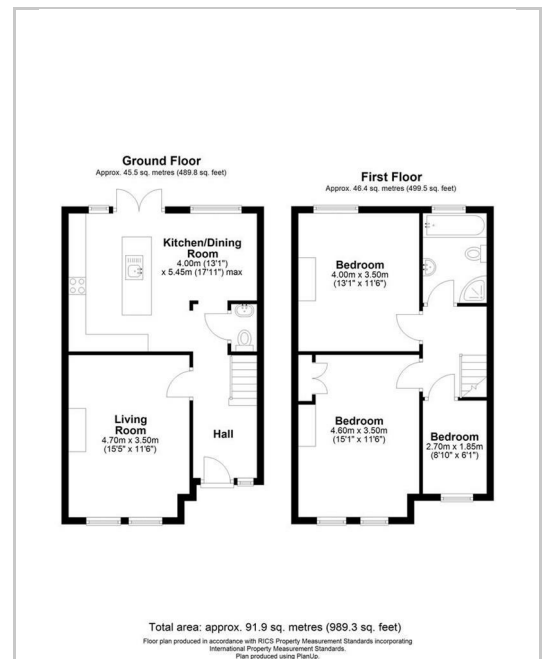 Ground Floor
Approx. 45.5 sq. metres (489.8 sq. feet)
Kitchen/Dining
Room
4.00m (13'1")
x 5.45m (17'11") max
Living
Room
4.70m x 3.50m
(15'5" x 11'6")
Hall
First Floor
Approx. 46.4 sq. metres (499.5 sq. feet)
Bedroom
4.00m x 3.50m
(13'1" x 11'6")
Bedroom
4.60m x 3.50m
(15'1" x 11'6")
Bedroom
2.70m x 1.85m
(8'10" x 6'1")
Total area: approx. 91.9 sq. metres (989.3 sq. feet)
Floor plan produced in accordance with RICS Property Measurement Standards incorporating
International Property Measurement Standards.
Plan produced using PlanUp.